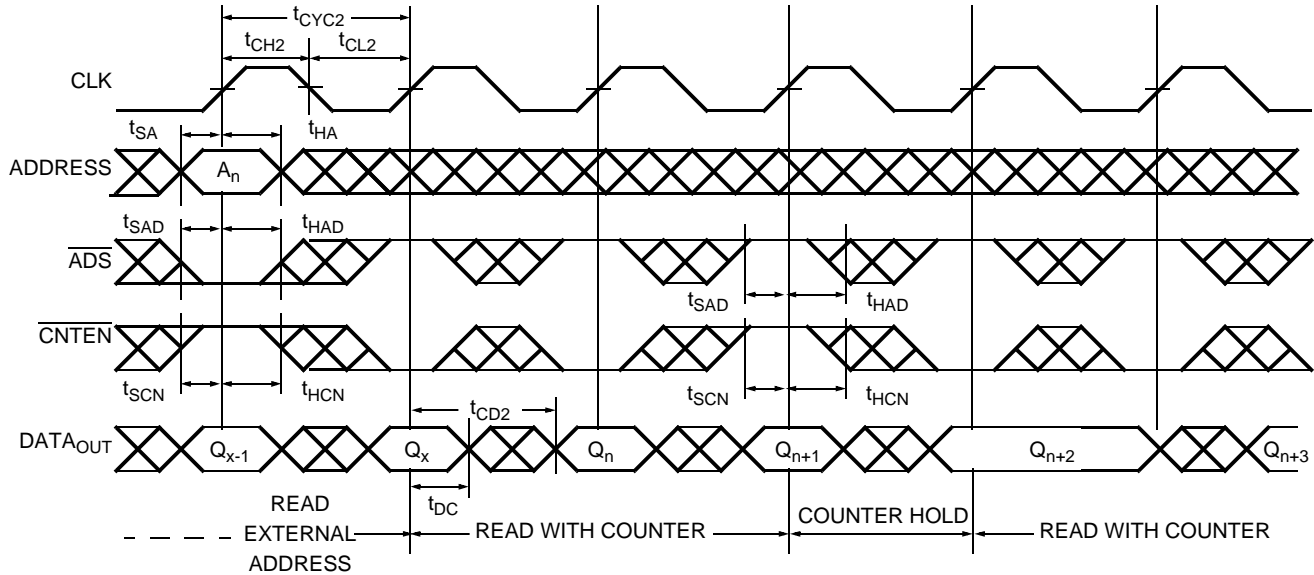 tCYC2
tCH2 tCL2
CLK
tSA tHA
ADDRESS An
tSAD tHAD
ADS
tSAD tHAD
CNTEN
tSCN tHCN tSCN tHCN
tCD2
DATAOUT Qx-1 Qx Qn Qn+1 Qn+2 Qn+3
tDC
READ
EXTERNAL
ADDRESS
READ WITH COUNTER
COUNTER HOLD
READ WITH COUNTER